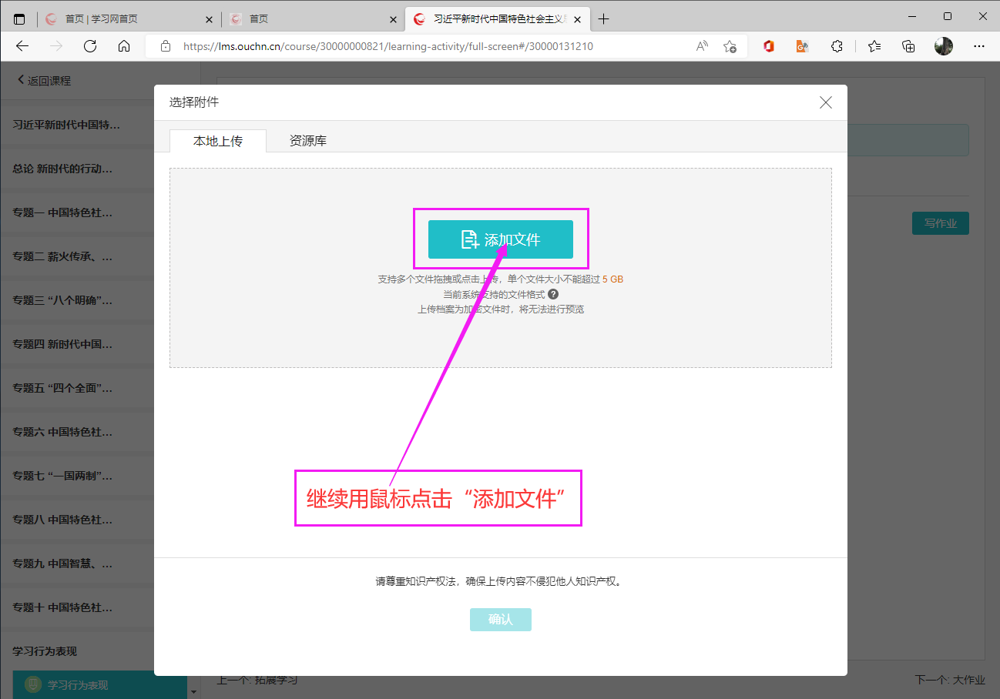 首页 | 学习网首页
首页
习近平新时代中国特色社会主义
https://lms.ouchn.cn/course/30000000821/learning-activity/full-screen#/30000131210
返回课程
习近平新时代中国特...
总论 新时代的行动...
专题一 中国特色社...
专题二 薪火传承、...
专题三 “八个明确”...
专题四 新时代中国...
专题五 “四个全面”...
专题六 中国特色社...
专题七 “一国两制”...
专题八 中国特色社...
专题九 中国智慧、...
专题十 中国特色社...
学习行为表现
学习行为表现
选择附件
本地上传
资源库
添加文件
支持多个文件拖拽或点击上传，单个文件大小不能超过 5 GB
当前系统支持的文件格式 ?
上传档案为加密文件时，将无法进行预览
继续用鼠标点击“添加文件”
请尊重知识产权法，确保上传内容不侵犯他人知识产权。
确认
写作业
上一个: 拓展学习
下一个: 大作业